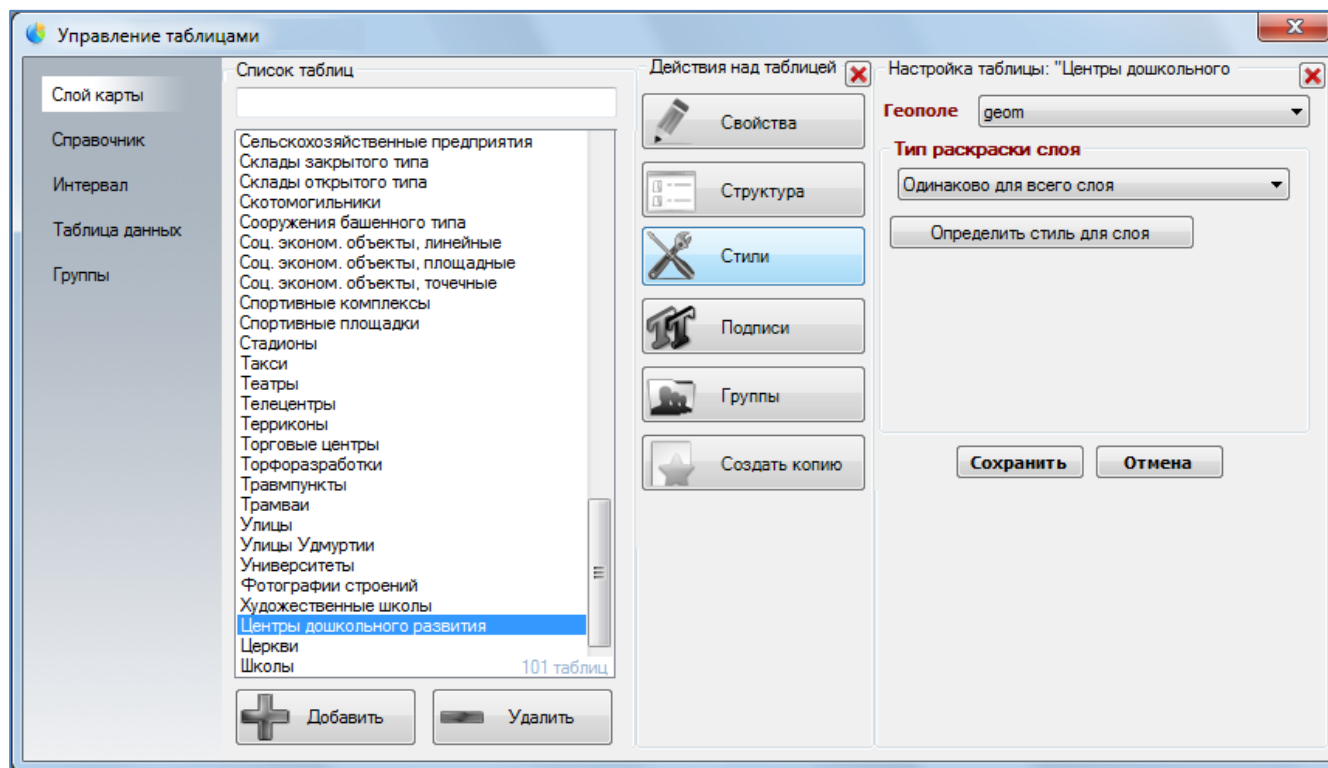 Управление таблицами
Слой карты
Справочник
Интервал
Таблица данных
Группы
Список таблиц
Сельскохозяйственные предприятия
Склады закрытого типа
Склады открытого типа
Скотомогильники
Сооружения башенного типа
Соц. эконом. объекты, линейные
Соц. эконом. объекты, площадные
Соц. эконом. объекты, точечные
Спортивные комплексы
Спортивные площадки
Стадионы
Такси
Театры
Телецентры
Терриконы
Торговые центры
Торфоразработки
Травмпункты
Трамваи
Улицы
Улицы Удмуртии
Университеты
Фотографии строений
Художественные школы
Центры дошкольного развития
Церкви
Школы
101 таблиц
Добавить
Удалить
Действия над таблицей
Свойства
Структура
Стили
Подписи
Группы
Создать копию
Настройка таблицы: "Центры дошкольного
Геополе geom
Тип раскраски слоя
Одинаково для всего слоя
Определить стиль для слоя
Сохранить
Отмена